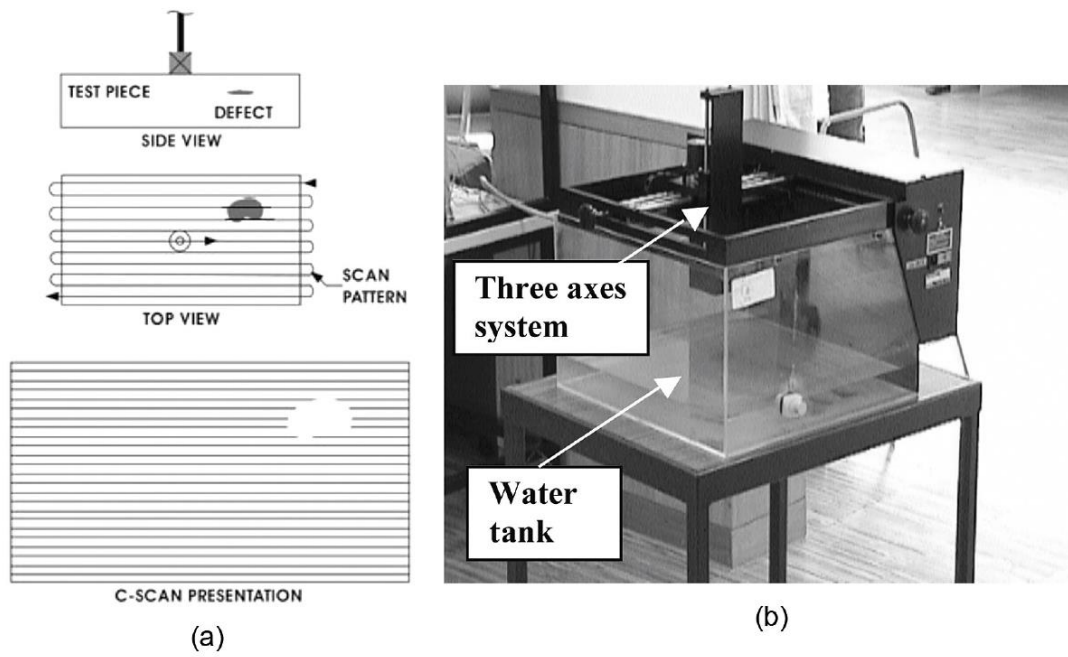 TEST PIECE
DEFECT
SIDE VIEW
SCAN
PATTERN
TOP VIEW
C-SCAN PRESENTATION
(a)
Three axes
system
Water
tank
(b)